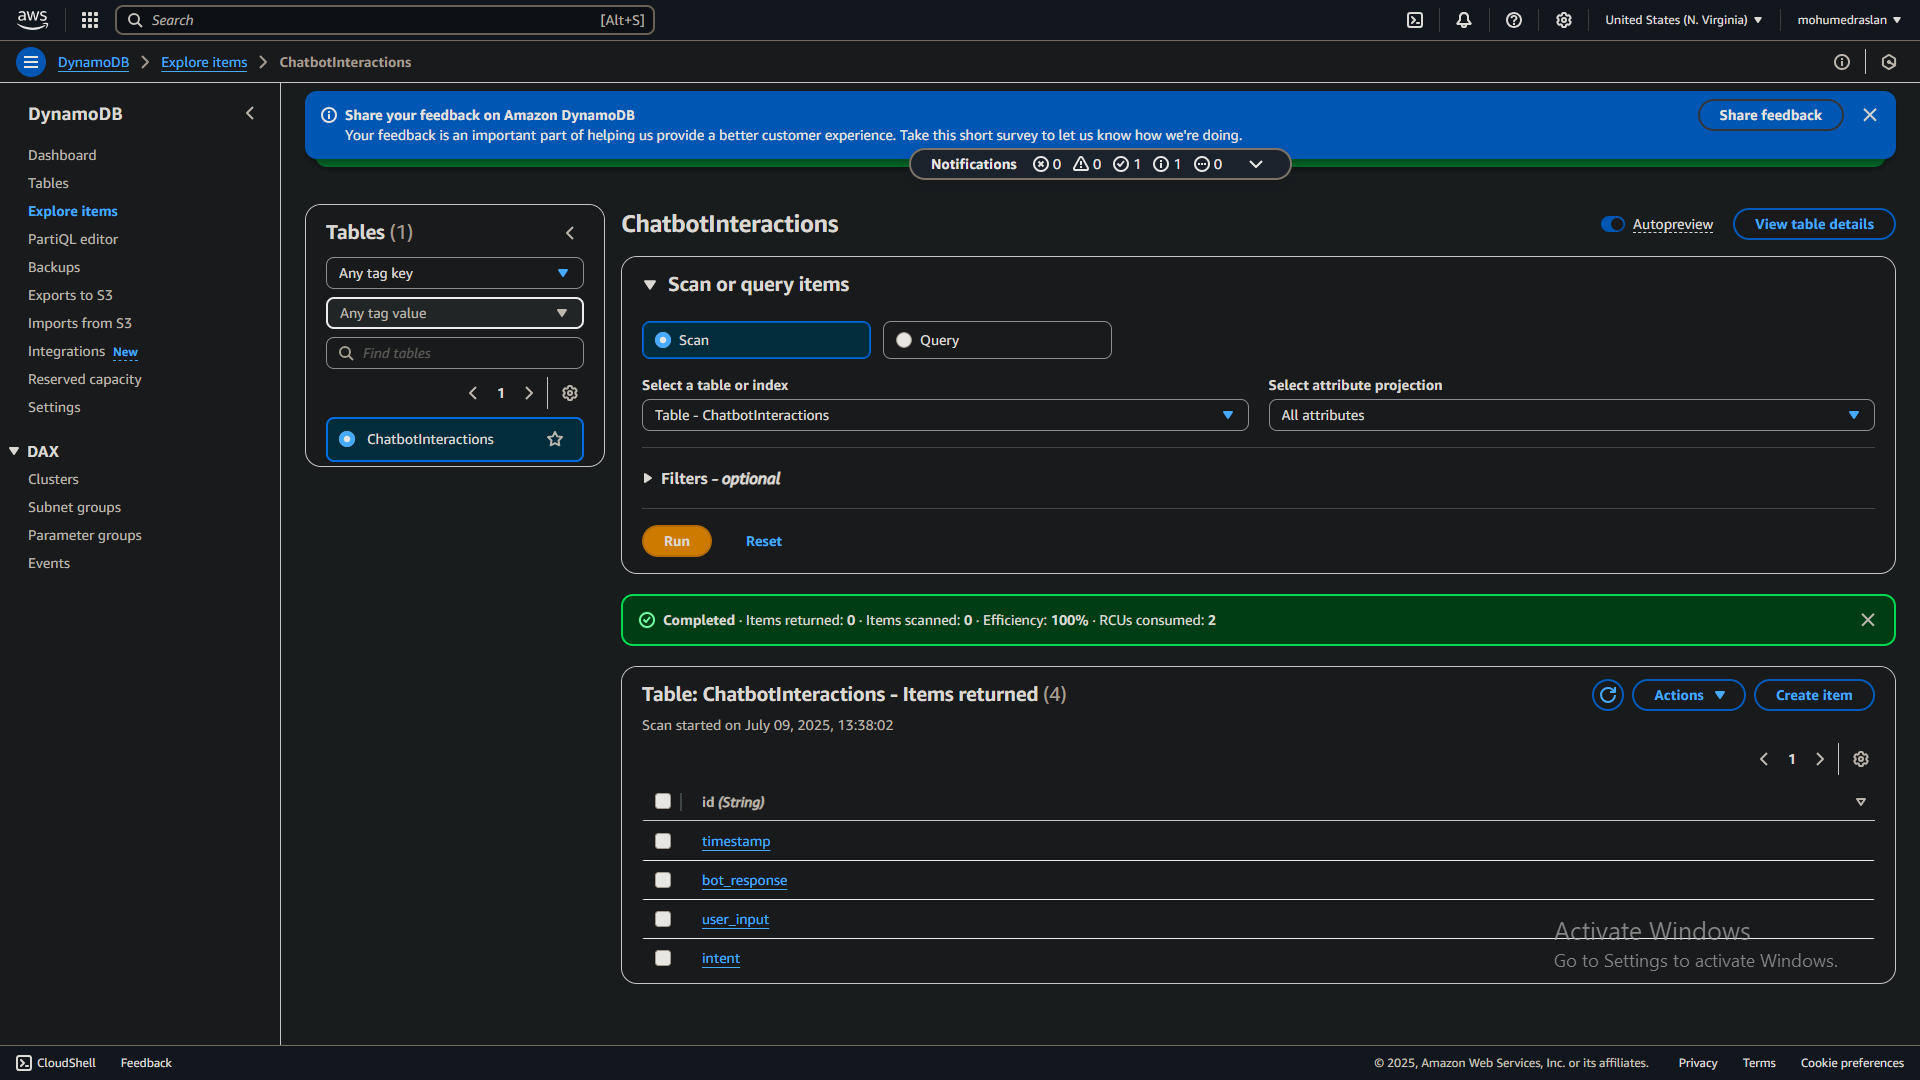 aws
Search [Alt+S]
United States (N. Virginia)
mohumedraslan
DynamoDB
Explore items
ChatbotInteractions
DynamoDB
Dashboard
Tables
Explore items
PartiQL editor
Backups
Exports to S3
Imports from S3
Integrations New
Reserved capacity
Settings
DAX
Clusters
Subnet groups
Parameter groups
Events
Share your feedback on Amazon DynamoDB
Your feedback is an important part of helping us provide a better customer experience. Take this short survey to let us know how we're doing.
Share feedback
Notifications 0 0 1 1 0
Tables (1)
Any tag key
Any tag value
Find tables
1
ChatbotInteractions
ChatbotInteractions
Autopreview
View table details
Scan or query items
Scan
Query
Select a table or index
Table - ChatbotInteractions
Select attribute projection
All attributes
Filters - optional
Run
Reset
Completed · Items returned: 0 · Items scanned: 0 · Efficiency: 100% · RCUs consumed: 2
Table: ChatbotInteractions - Items returned (4)
Scan started on July 09, 2025, 13:38:02
Actions
Create item
1
id (String)
timestamp
bot_response
user_input
intent
Activate Windows
Go to Settings to activate Windows.
CloudShell
Feedback
© 2025, Amazon Web Services, Inc. or its affiliates.
Privacy
Terms
Cookie preferences